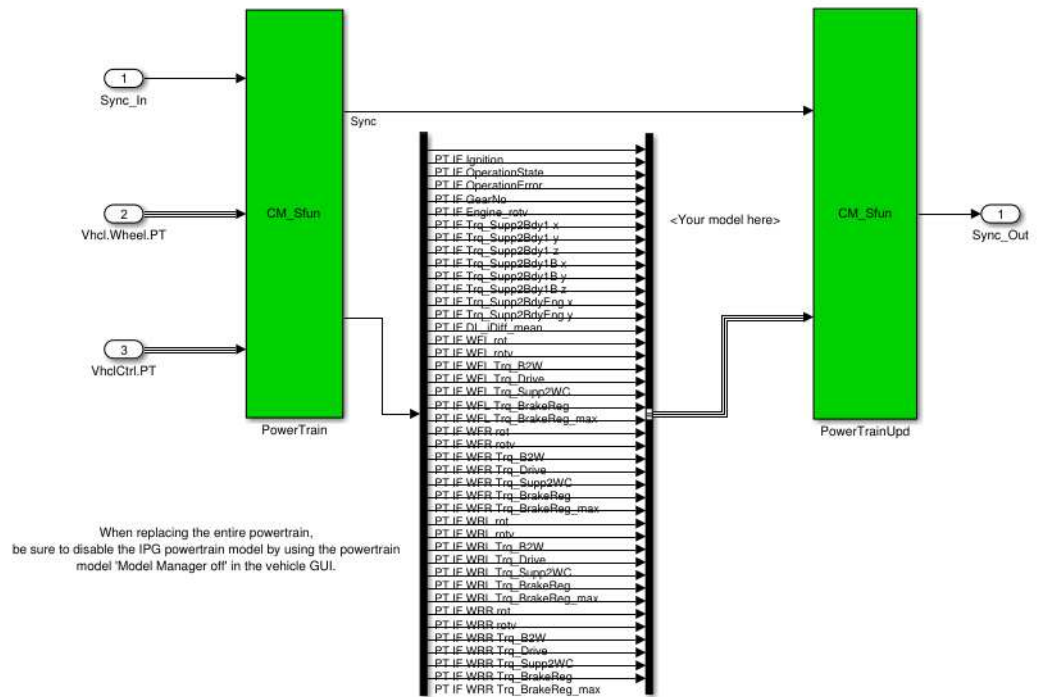 1
Sync_In
2
Vhcl.Wheel.PT
3
VhclCtrl.PT
CM_Sfun
PowerTrain
Sync
PT IF Ignition
PT IF OperationState
PT IF OperationError
PT IF GearNo
PT IF Engine_rotv
PT IF Trq_Supp2Bdy1 x
PT IF Trq_Supp2Bdy1 y
PT IF Trq_Supp2Bdy1 z
PT IF Trq_Supp2Bdy1B x
PT IF Trq_Supp2Bdy1B y
PT IF Trq_Supp2Bdy1B z
PT IF Trq_Supp2BdyEng x
PT IF Trq_Supp2BdyEng y
PT IF DL_iDiff_mean
PT IF WFL rot
PT IF WFL rotv
PT IF WFL Trq_B2W
PT IF WFL Trq_Drive
PT IF WFL Trq_Supp2WC
PT IF WFL Trq_BrakeReg
PT IF WFL Trq_BrakeReg_max
PT IF WFR rot
PT IF WFR rotv
PT IF WFR Trq_B2W
PT IF WFR Trq_Drive
PT IF WFR Trq_Supp2WC
PT IF WFR Trq_BrakeReg
PT IF WFR Trq_BrakeReg_max
PT IF WRL rot
PT IF WRL rotv
PT IF WRL Trq_B2W
PT IF WRL Trq_Drive
PT IF WRL Trq_Supp2WC
PT IF WRL Trq_BrakeReg
PT IF WRL Trq_BrakeReg_max
PT IF WRR rot
PT IF WRR rotv
PT IF WRR Trq_B2W
PT IF WRR Trq_Drive
PT IF WRR Trq_Supp2WC
PT IF WRR Trq_BrakeReg
PT IF WRR Trq_BrakeReg_max
<Your model here>
CM_Sfun
PowerTrainUpd
1
Sync_Out
When replacing the entire powertrain,
be sure to disable the IPG powertrain model by using the powertrain
model 'Model Manager off' in the vehicle GUI.